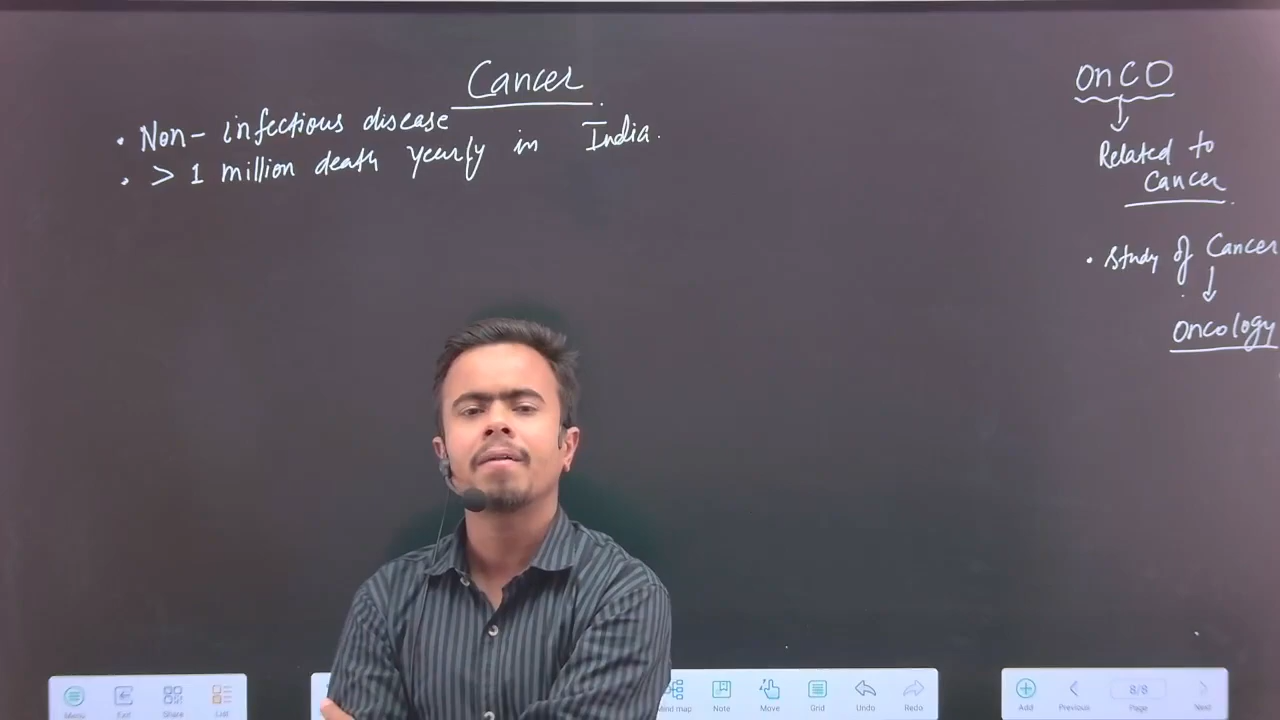 Cancer
• Non-infectious disease
• > 1 million death yearly in India.
onco
Related to
Cancer
• Study of Cancer
Oncology
Menu
Exit
Share
List
Mind map
Note
Move
Grid
Undo
Redo
Add
Previous
8/8
Page
Next